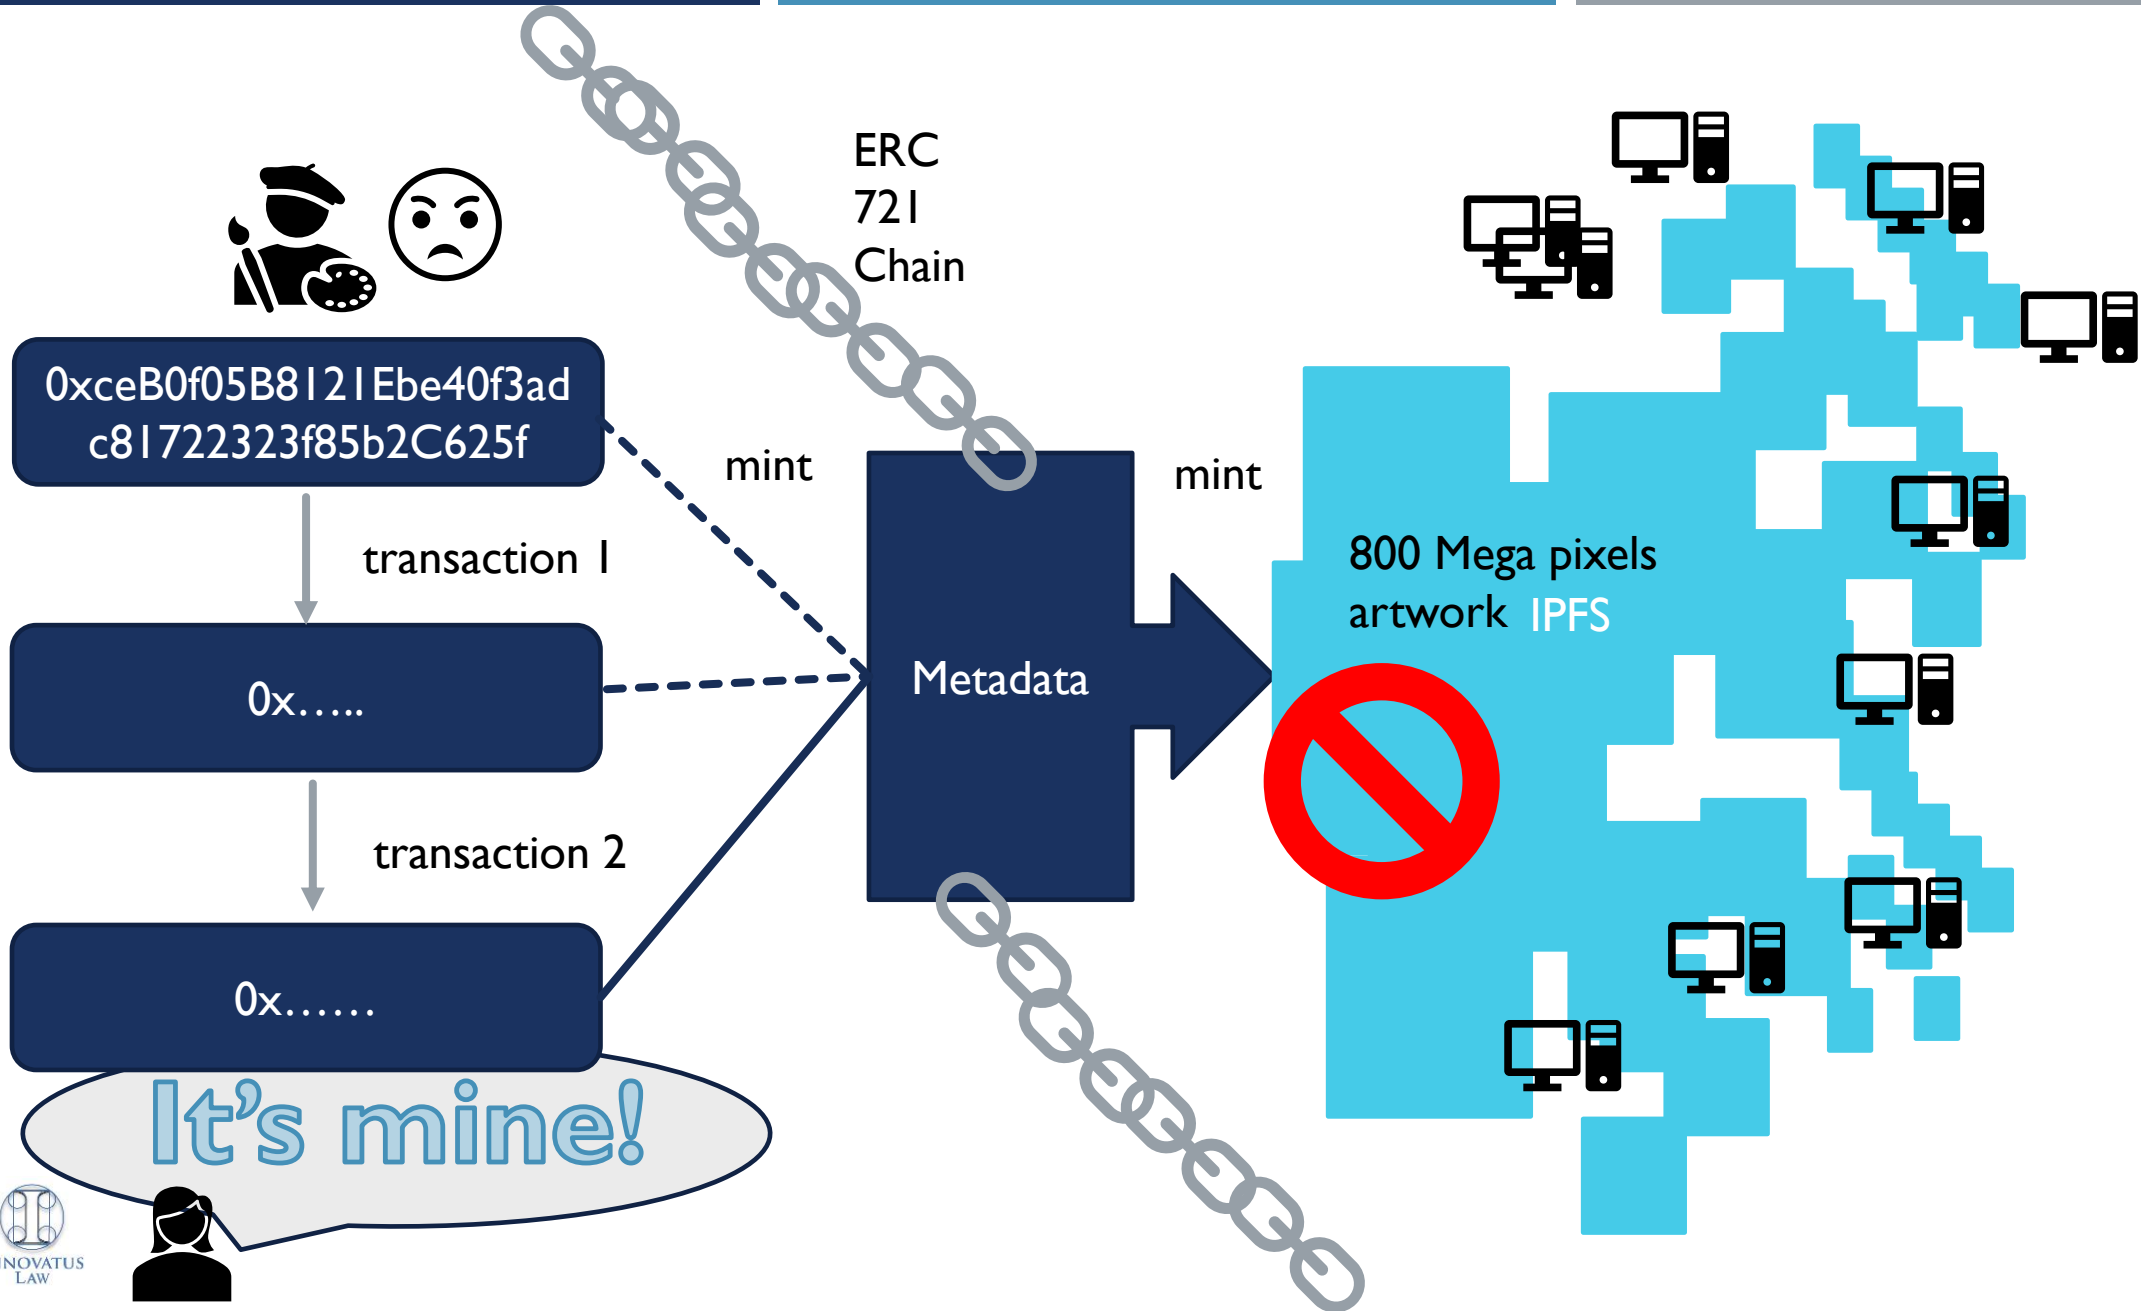 ERC
721
Chain
0xceB0f05B8121Ebe40f3ad
c81722323f85b2C625f
mint
mint
transaction 1
800 Mega pixels
artwork IPFS
Metadata
0x.....
transaction 2
0x......
It's mine!
NNOVATUS
LAW